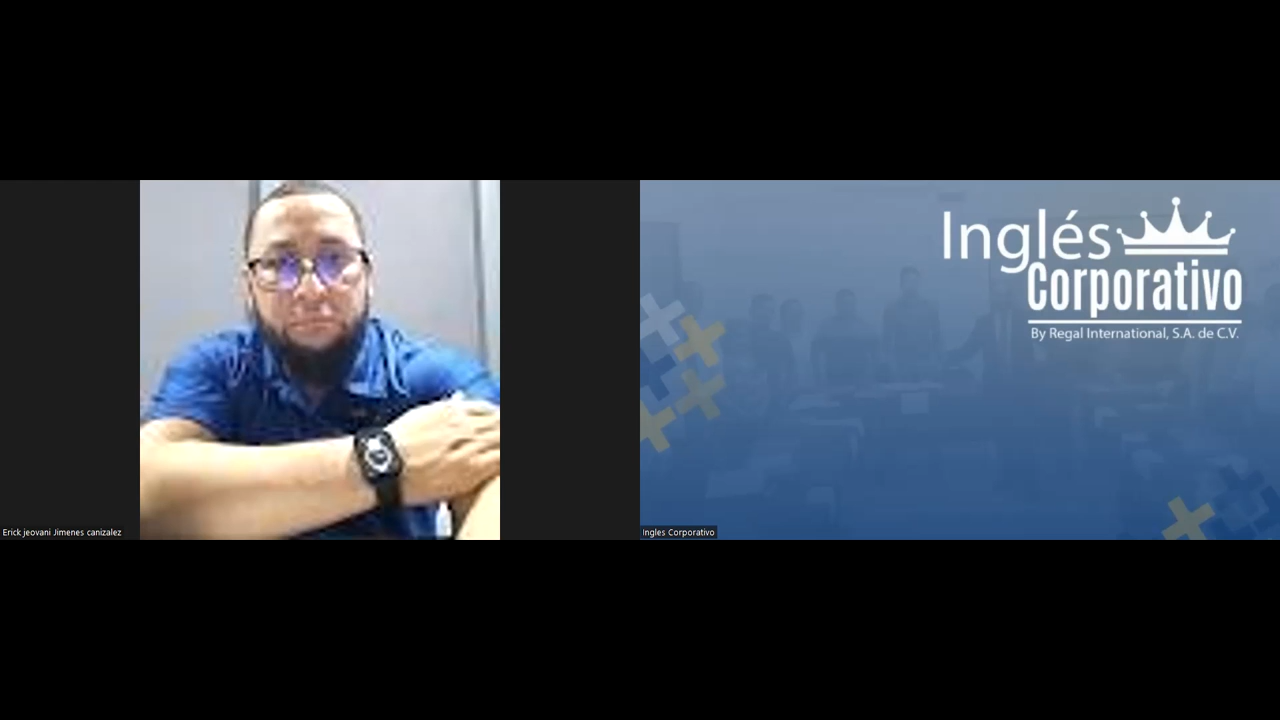 Inglés
Corporativo
By Regal International, S.A. de C.V.
Erick jeovani Jimenes canizalez
Ingles Corporativo